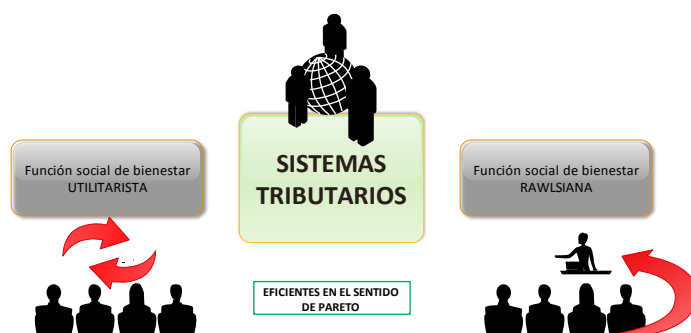 SISTEMAS
TRIBUTARIOS
Función social de bienestar
UTILITARISTA
Función social de bienestar
RAWLSIANA
EFICIENTES EN EL SENTIDO
DE PARETO